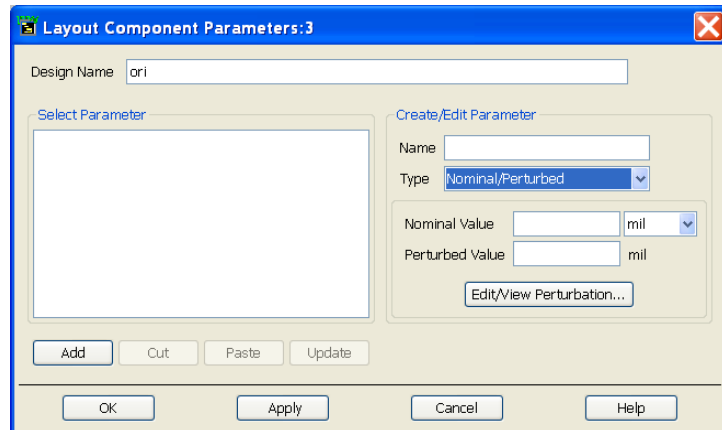 Layout Component Parameters:3
Design Name ori
Select Parameter
Create/Edit Parameter
Name
Type Nominal/Perturbed
Nominal Value mil
Perturbed Value mil
Edit/View Perturbation...
Add Cut Paste Update
OK Apply Cancel Help